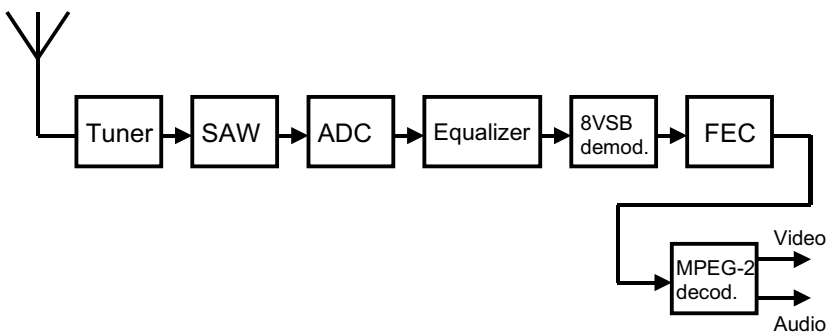 Tuner
SAW
ADC
Equalizer
8VSB
demod.
FEC
MPEG-2
decod.
Video
Audio